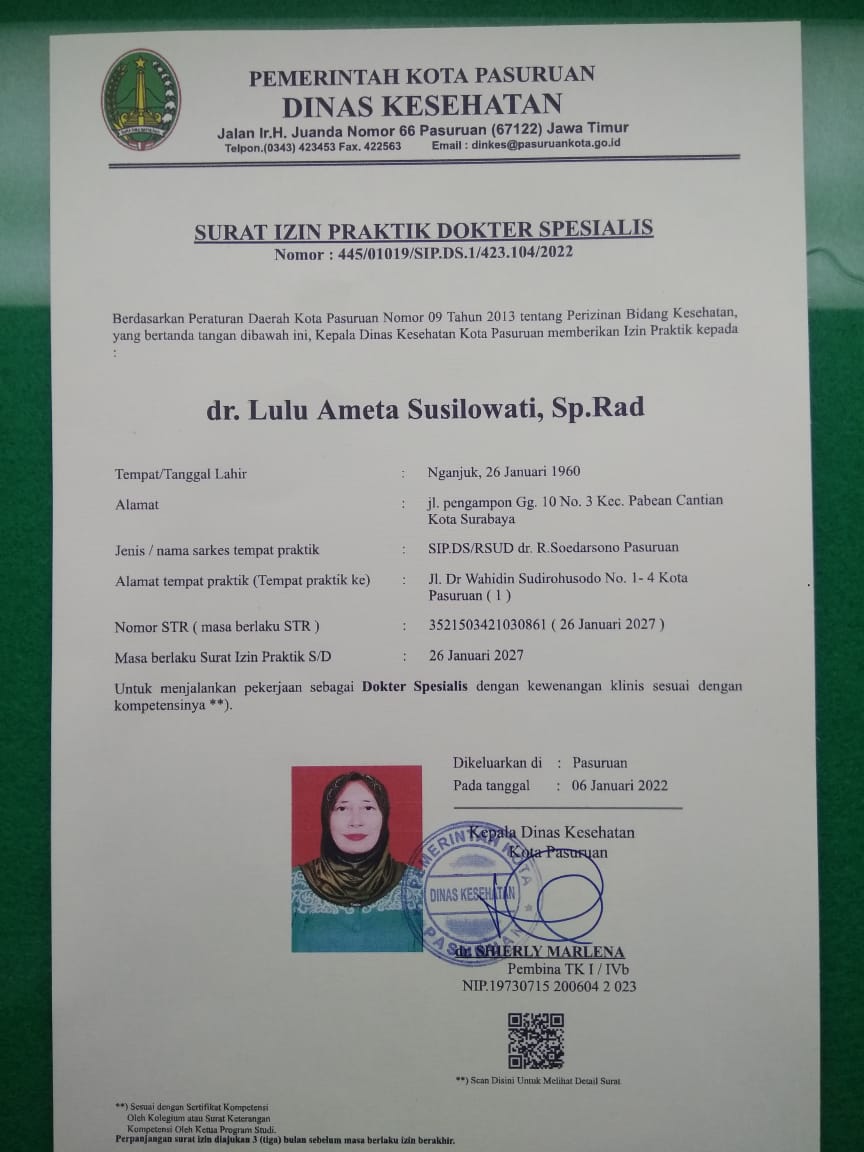 PEMERINTAH KOTA PASURUAN
DINAS KESEHATAN
Jalan Ir.H. Juanda Nomor 66 Pasuruan (67122) Jawa Timur
Telpon.(0343) 423453 Fax. 422563 Email : dinkes@pasuruankota.go.id
SURAT IZIN PRAKTIK DOKTER SPESIALIS
Nomor : 445/01019/SIP.DS.1/423.104/2022
Berdasarkan Peraturan Daerah Kota Pasuruan Nomor 09 Tahun 2013 tentang Perizinan Bidang Kesehatan,
yang bertanda tangan dibawah ini, Kepala Dinas Kesehatan Kota Pasuruan memberikan Izin Praktik kepada
:
dr. Lulu Ameta Susilowati, Sp.Rad
Tempat/Tanggal Lahir : Nganjuk, 26 Januari 1960
Alamat : jl. pengampon Gg. 10 No. 3 Kec. Pabean Cantian
Kota Surabaya
Jenis / nama sarkes tempat praktik : SIP.DS/RSUD dr. R.Soedarsono Pasuruan
Alamat tempat praktik (Tempat praktik ke) : Jl. Dr Wahidin Sudirohusodo No. 1- 4 Kota
Pasuruan ( 1 )
Nomor STR ( masa berlaku STR ) : 3521503421030861 ( 26 Januari 2027 )
Masa berlaku Surat Izin Praktik S/D : 26 Januari 2027
Untuk menjalankan pekerjaan sebagai Dokter Spesialis dengan kewenangan klinis sesuai dengan
kompetensinya **).
Dikeluarkan di : Pasuruan
Pada tanggal : 06 Januari 2022
Kepala Dinas Kesehatan
Kota Pasuruan
PEMERINTAH KOTA
DINAS KESEHATAN
PASURUAN
dr. SHIERLY MARLENA
Pembina TK I / IVb
NIP.19730715 200604 2 023
**) Scan Disini Untuk Melihat Detail Surat
**) Sesuai dengan Sertifikat Kompetensi
Oleh Kolegium atau Surat Keterangan
Kompetensi Oleh Ketua Program Studi.
Perpanjangan surat izin diajukan 3 (tiga) bulan sebelum masa berlaku izin berakhir.